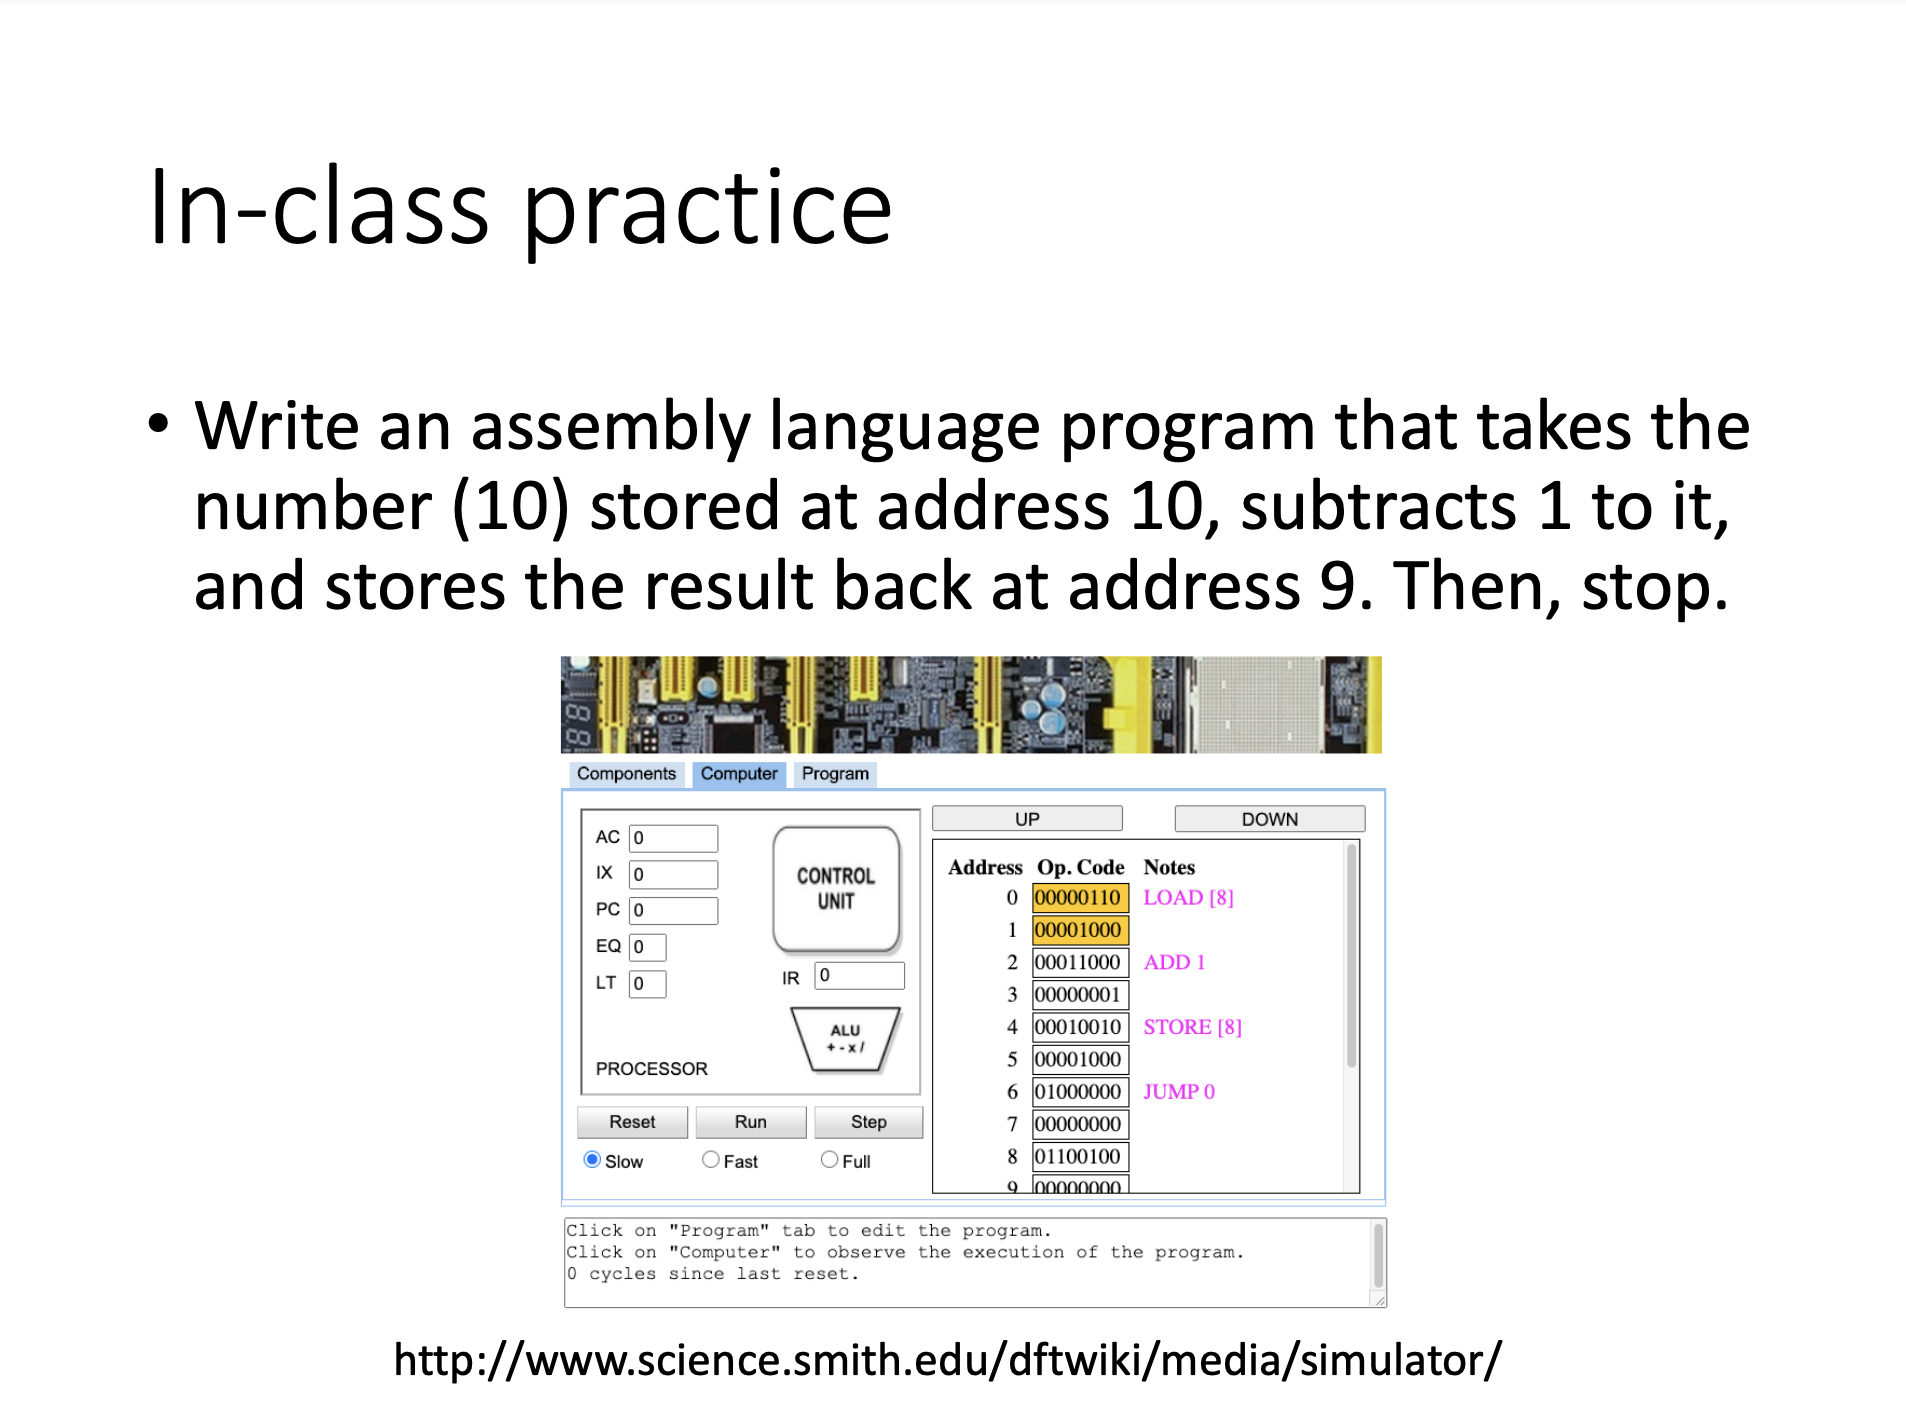 In-class practice
• Write an assembly language program that takes the
number (10) stored at address 10, subtracts 1 to it,
and stores the result back at address 9. Then, stop.
Components Computer Program
AC 0
IX 0
PC 0
EQ 0
LT 0
CONTROL
UNIT
IR 0
ALU
+ - x /
PROCESSOR
Reset Run Step
Slow Fast Full
UP DOWN
Address Op. Code Notes
0 00000110 LOAD [8]
1 00001000
2 00011000 ADD 1
3 00000001
4 00010010 STORE [8]
5 00001000
6 01000000 JUMP 0
7 00000000
8 01100100
9 00000000
Click on "Program" tab to edit the program.
Click on "Computer" to observe the execution of the program.
0 cycles since last reset.
http://www.science.smith.edu/dftwiki/media/simulator/